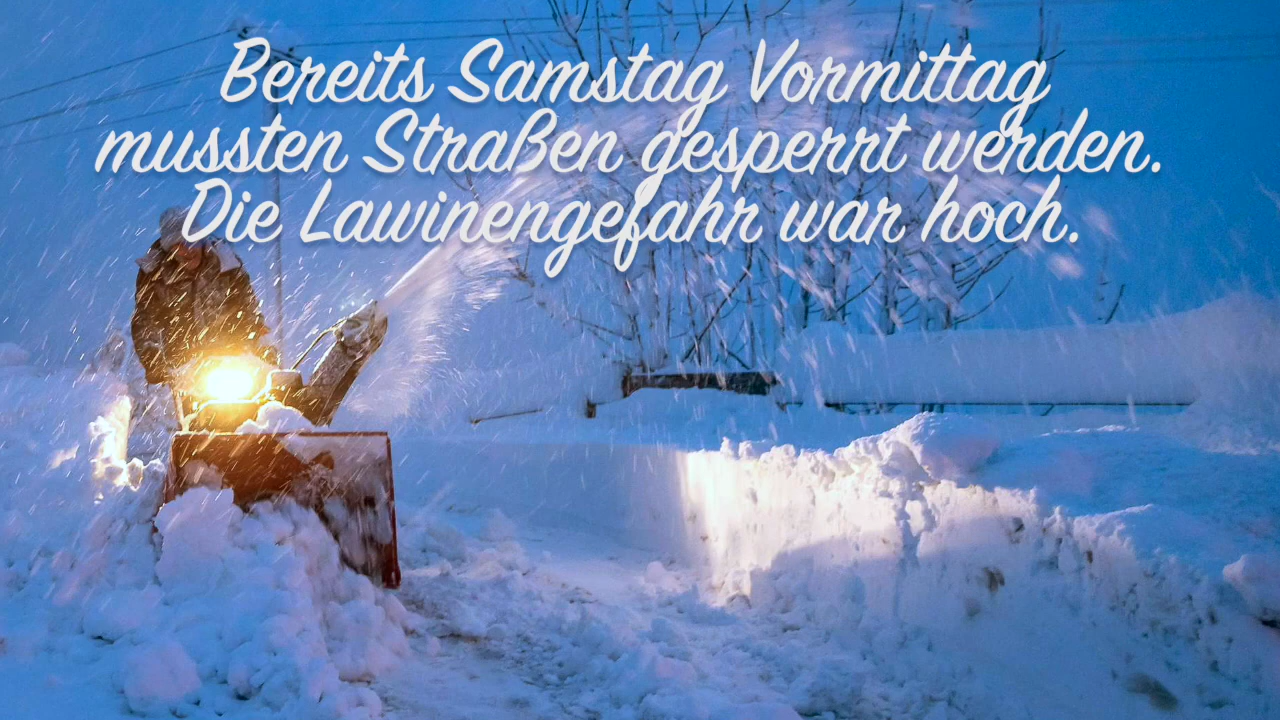 Bereits Samstag Vormittag
mussten Straßen gesperrt werden.
Die Lawinengefahr war hoch.